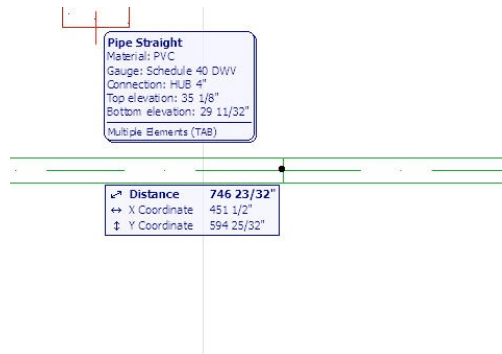 Pipe Straight
Material: PVC
Gauge: Schedule 40 DWV
Connection: HUB 4"
Top elevation: 35 1/8"
Bottom elevation: 29 11/32"
Multiple Elements (TAB)
Distance 746 23/32"
X Coordinate 451 1/2"
Y Coordinate 594 25/32"